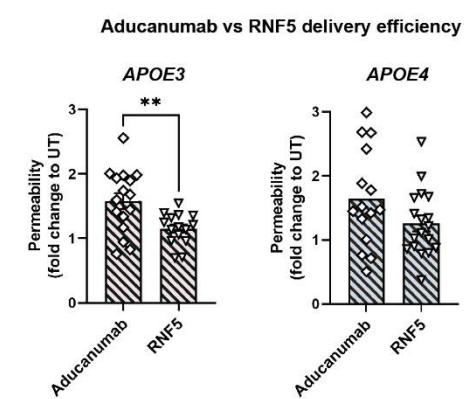 Aducanumab vs RNF5 delivery efficiency
APOE3
**
Permeability
(fold change to UT)
3
2
1
0
Aducanumab
RNF5
APOE4
Permeability
(fold change to UT)
3
2
1
0
Aducanumab
RNF5